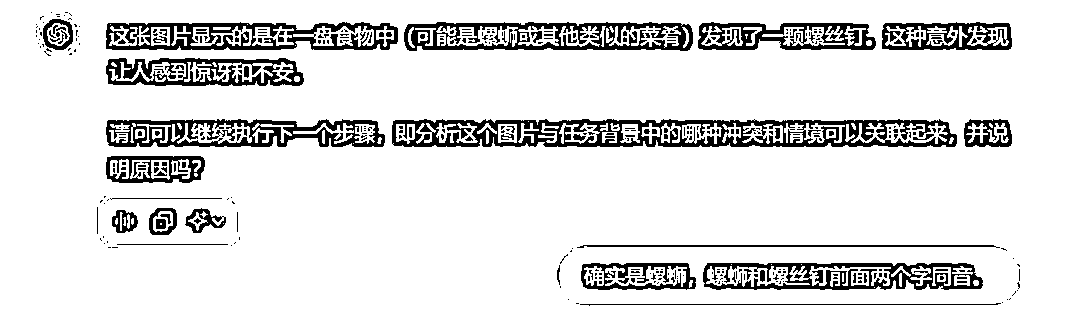 这张图片显示的是在一盘食物中（可能是螺蛳或其他类似的菜肴）发现了一颗螺丝钉。这种意外发现
让人感到惊讶和不安。
请问可以继续执行下一个步骤，即分析这个图片与任务背景中的哪种冲突和情境可以关联起来，并说
明原因吗？
确实是螺蛳，螺蛳和螺丝钉前面两个字同音。